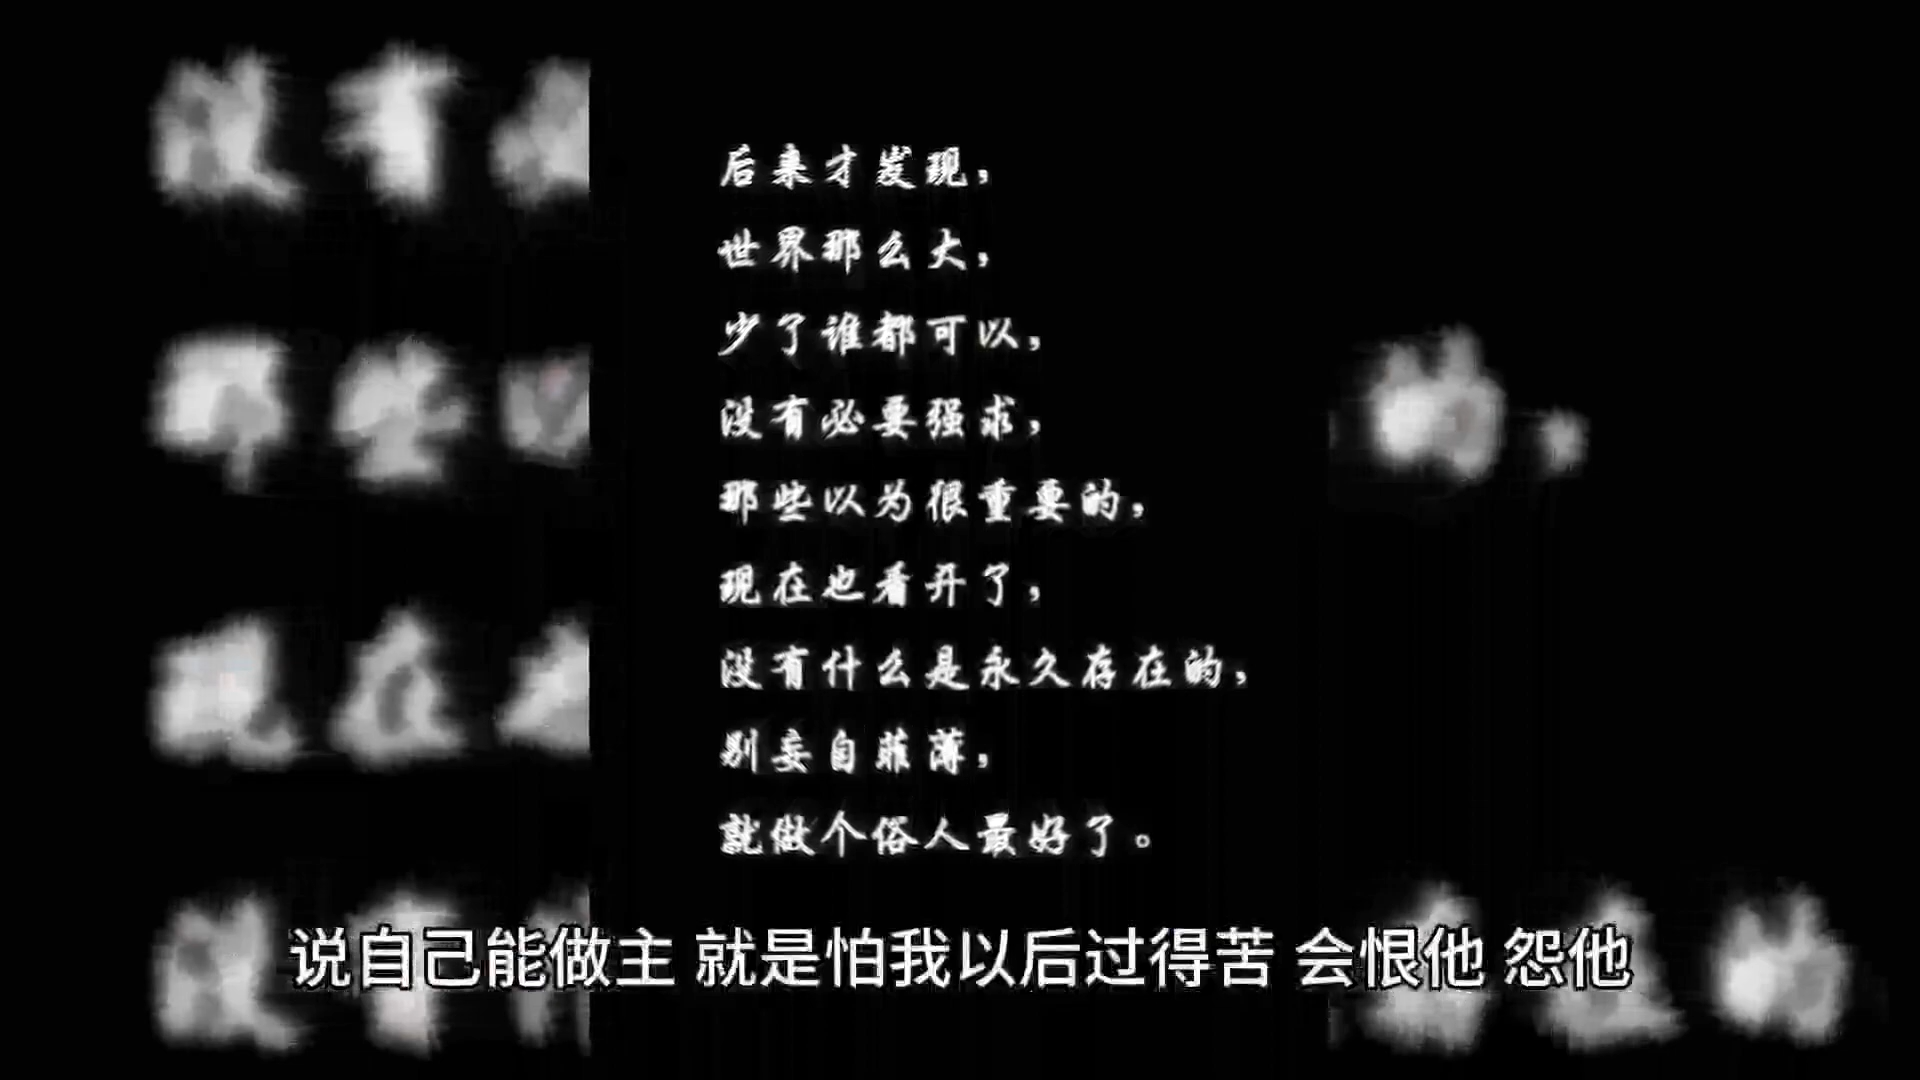 后来才发现，
世界那么大，
少了谁都可以，
没有必要强求，
那些以为很重要的，
现在也看开了，
没有什么是永久存在的，
别妄自菲薄，
就做个俗人最好了。
说自己能做主 就是怕我以后过得苦 会恨他 怨他